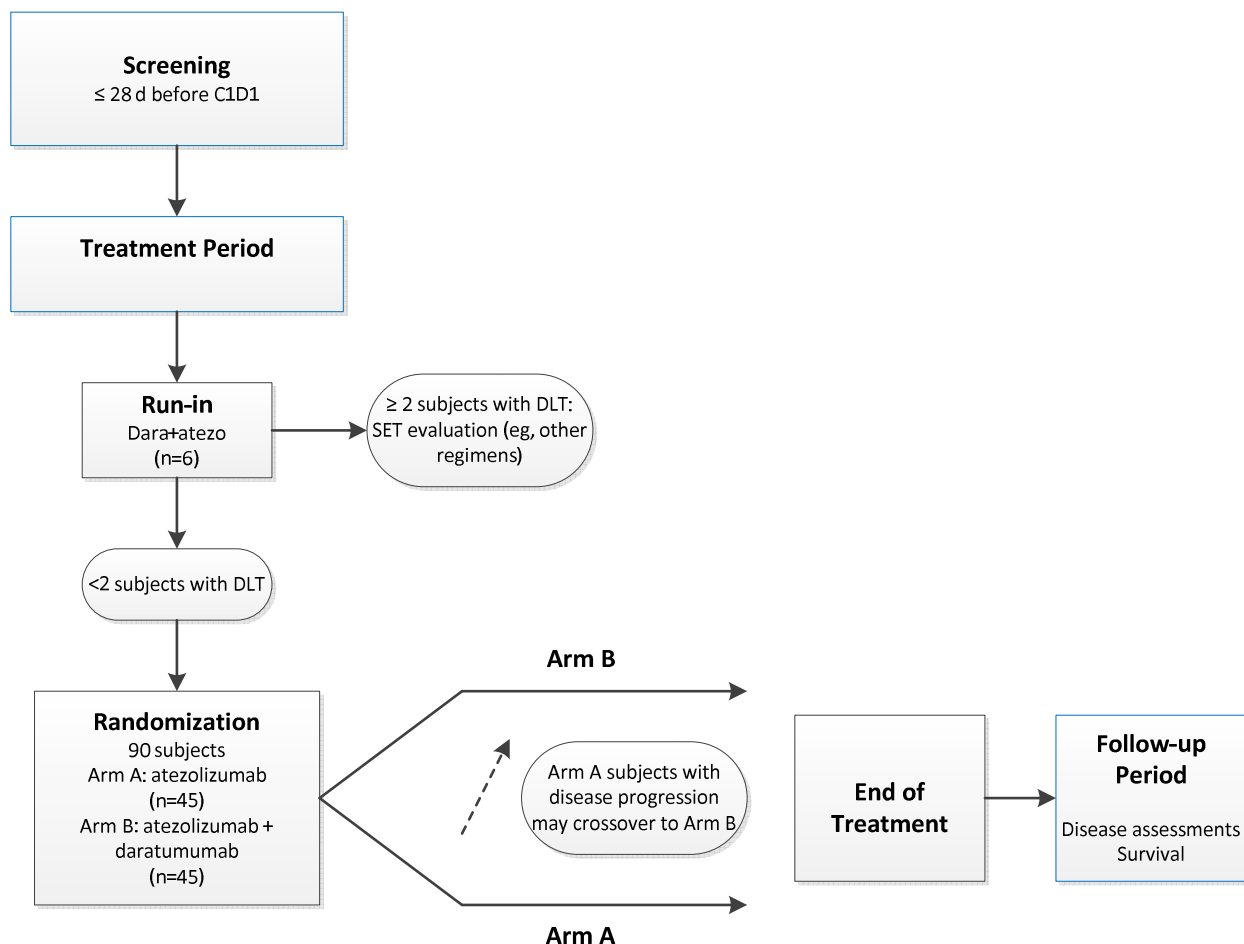 Screening
≤ 28 d before C1D1
Treatment Period
Run-in
Dara+atezo
(n=6)
≥ 2 subjects with DLT:
SET evaluation (eg, other
regimens)
<2 subjects with DLT
Randomization
90 subjects
Arm A: atezolizumab
(n=45)
Arm B: atezolizumab +
daratumumab
(n=45)
Arm B
Arm A subjects with
disease progression
may crossover to Arm B
Arm A
End of
Treatment
Follow-up
Period
Disease assessments
Survival